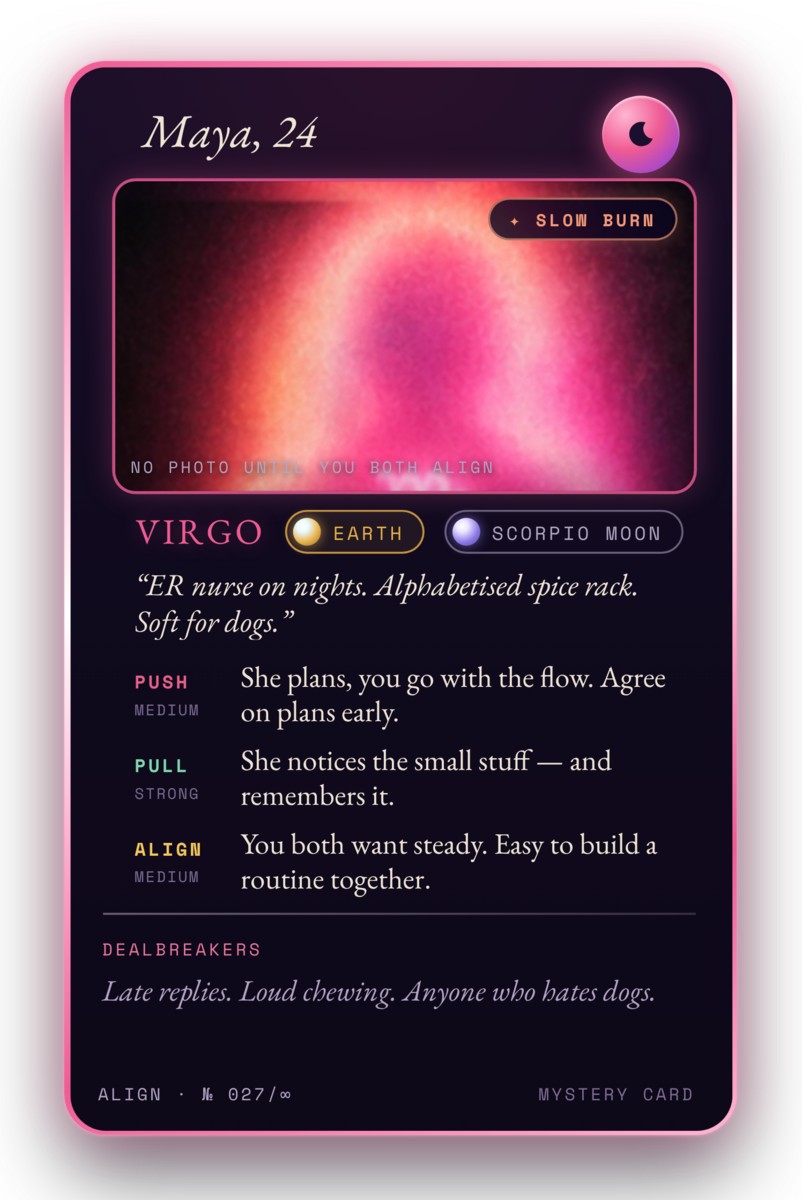 Maya, 24
✦ SLOW BURN
NO PHOTO UNTIL YOU BOTH ALIGN
VIRGO
EARTH
SCORPIO MOON
“ER nurse on nights. Alphabetised spice rack.
Soft for dogs.”
PUSH
MEDIUM
She plans, you go with the flow. Agree
on plans early.
PULL
STRONG
She notices the small stuff — and
remembers it.
ALIGN
MEDIUM
You both want steady. Easy to build a
routine together.
DEALBREAKERS
Late replies. Loud chewing. Anyone who hates dogs.
ALIGN · № 027/∞
MYSTERY CARD